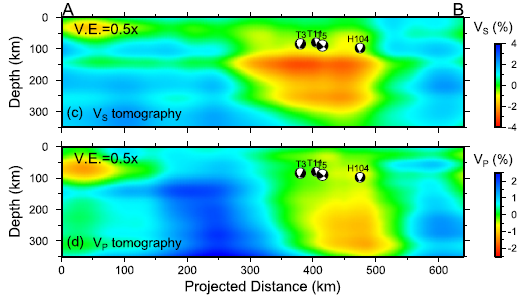 A B
V.E.=0.5x
T3 T11 T5 H104
(c) VS tomography
Depth (km)
0
100
200
300
VS (%)
4
2
0
-2
-4
V.E.=0.5x
T3 T11 T5 H104
(d) VP tomography
Depth (km)
0
100
200
300
VP (%)
2
1
0
-1
-2
0 100 200 300 400 500 600
Projected Distance (km)